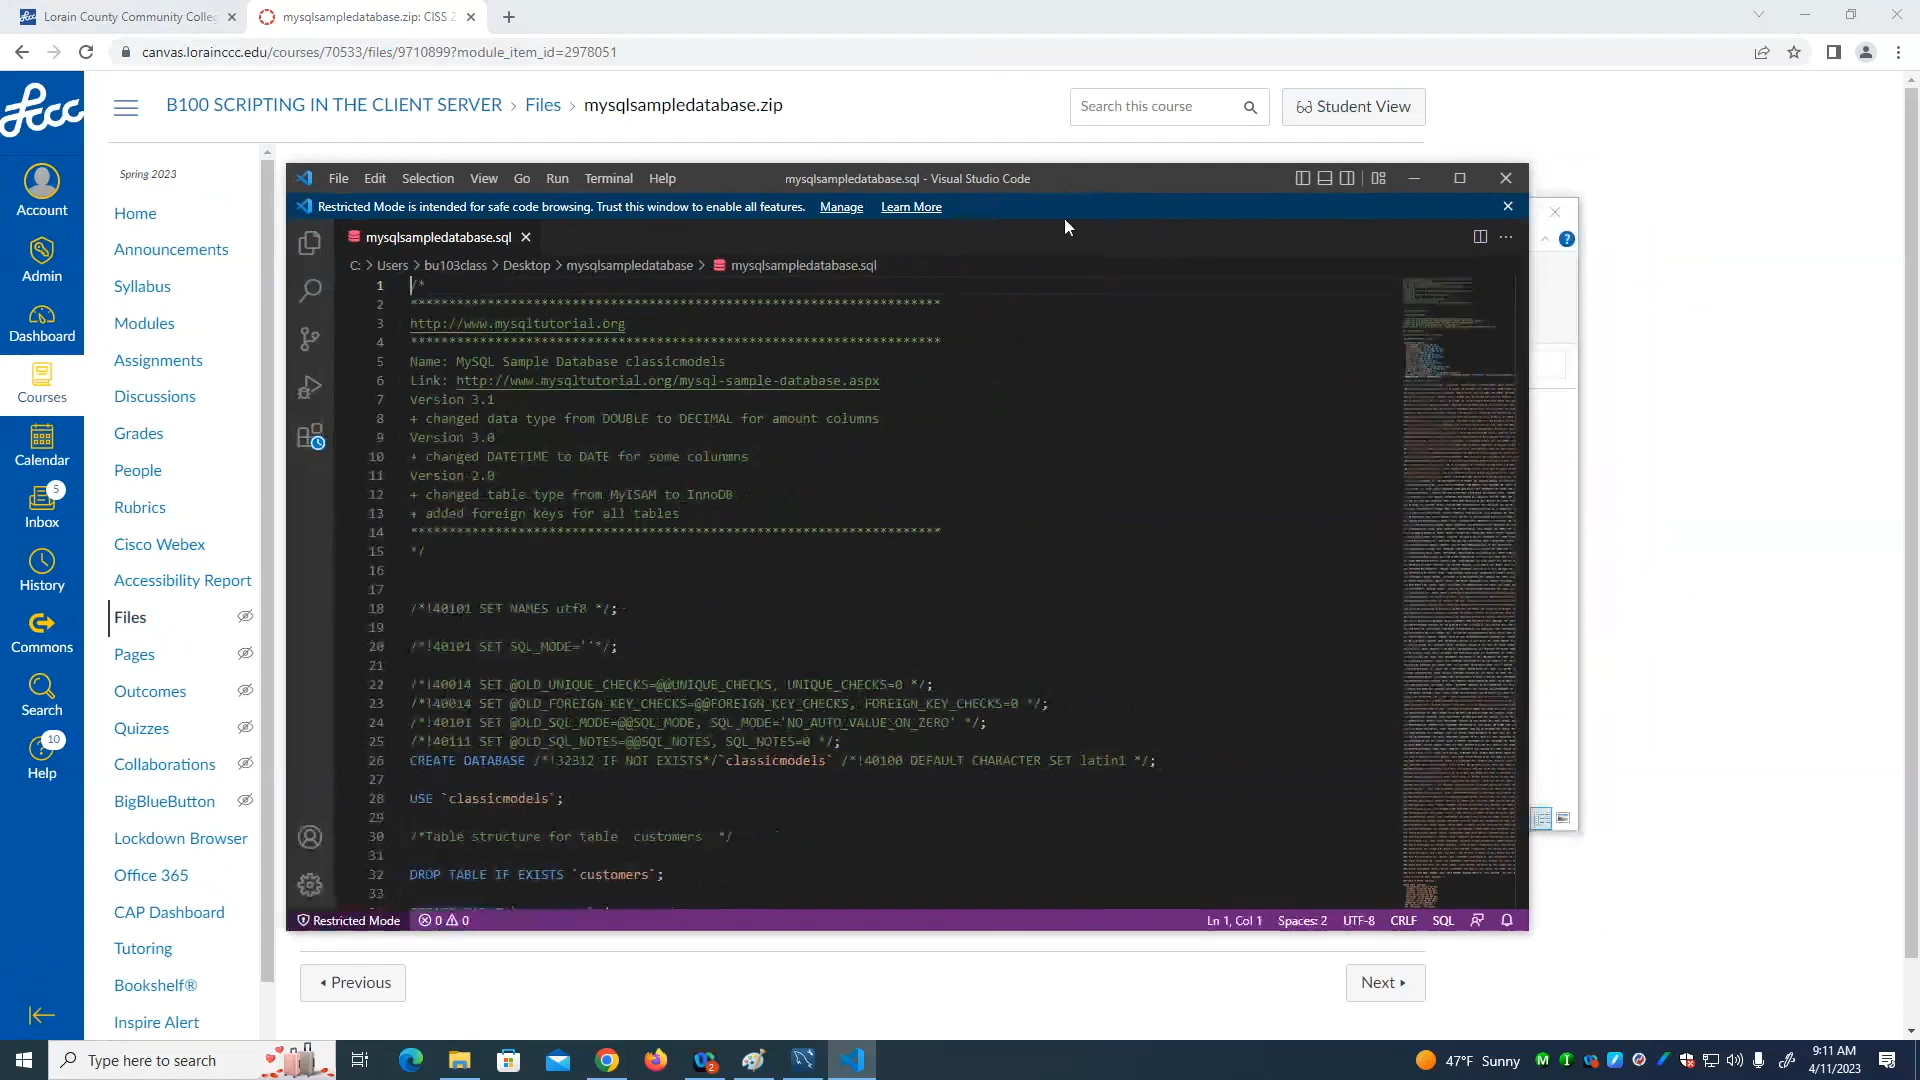 Lorain County Community Colleg
mysqlsampledatabase.zip: CISS 2
canvas.lorainccc.edu/courses/70533/files/9710899?module_item_id=2978051
lccc
B100 SCRIPTING IN THE CLIENT SERVER > Files > mysqlsampledatabase.zip
Search this course
Student View
Account
Admin
Dashboard
Courses
Calendar
5
Inbox
History
Commons
Search
10
Help
Spring 2023
Home
Announcements
Syllabus
Modules
Assignments
Discussions
Grades
People
Rubrics
Cisco Webex
Accessibility Report
Files
Pages
Outcomes
Quizzes
Collaborations
BigBlueButton
Lockdown Browser
Office 365
CAP Dashboard
Tutoring
Bookshelf®
Inspire Alert
File Edit Selection View Go Run Terminal Help
mysqlsampledatabase.sql - Visual Studio Code
Restricted Mode is intended for safe code browsing. Trust this window to enable all features. Manage Learn More
mysqlsampledatabase.sql
C: > Users > bu103class > Desktop > mysqlsampledatabase > mysqlsampledatabase.sql
1 /*
2 *********************************************************************
3 http://www.mysqltutorial.org
4 *********************************************************************
5 Name: MySQL Sample Database classicmodels
6 Link: http://www.mysqltutorial.org/mysql-sample-database.aspx
7 Version 3.1
8 + changed data type from DOUBLE to DECIMAL for amount columns
9 Version 3.0
10 + changed DATETIME to DATE for some colunmns
11 Version 2.0
12 + changed table type from MyISAM to InnoDB
13 + added foreign keys for all tables
14 *********************************************************************
15 */
16
17
18 /*!40101 SET NAMES utf8 */;
19
20 /*!40101 SET SQL_MODE=''*/;
21
22 /*!40014 SET @OLD_UNIQUE_CHECKS=@@UNIQUE_CHECKS, UNIQUE_CHECKS=0 */;
23 /*!40014 SET @OLD_FOREIGN_KEY_CHECKS=@@FOREIGN_KEY_CHECKS, FOREIGN_KEY_CHECKS=0 */;
24 /*!40101 SET @OLD_SQL_MODE=@@SQL_MODE, SQL_MODE='NO_AUTO_VALUE_ON_ZERO' */;
25 /*!40111 SET @OLD_SQL_NOTES=@@SQL_NOTES, SQL_NOTES=0 */;
26 CREATE DATABASE /*!32312 IF NOT EXISTS*/`classicmodels` /*!40100 DEFAULT CHARACTER SET latin1 */;
27
28 USE `classicmodels`;
29
30 /*Table structure for table customers */
31
32 DROP TABLE IF EXISTS `customers`;
33
Restricted Mode 0 0
Ln 1, Col 1 Spaces: 2 UTF-8 CRLF SQL
Previous
Next
Type here to search
2
47°F Sunny
9:11 AM
4/11/2023